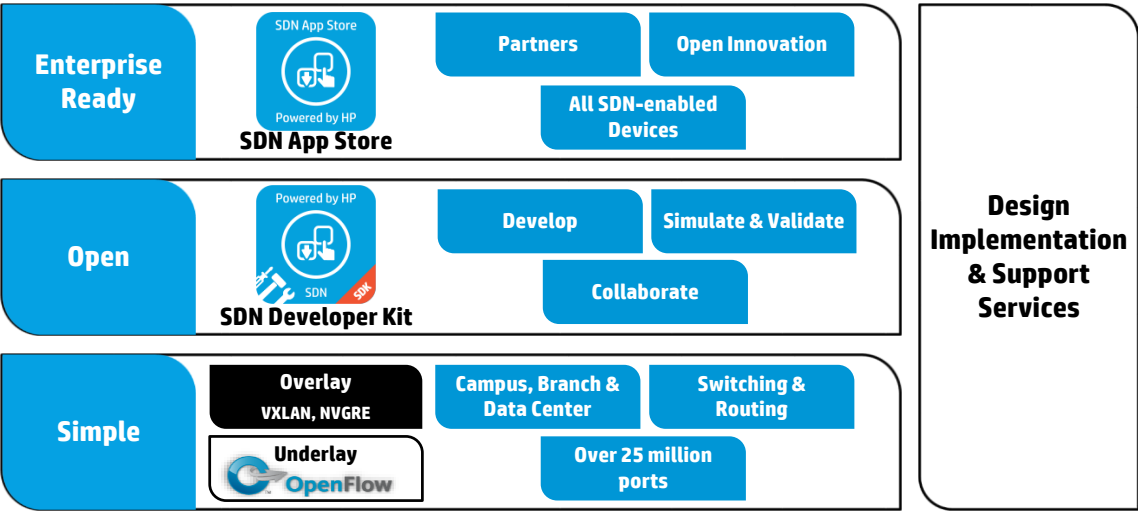 Enterprise
Ready
SDN App Store
Powered by HP
SDN App Store
Partners
Open Innovation
All SDN-enabled
Devices
Open
Powered by HP
SDN
SDK
SDN Developer Kit
Develop
Simulate & Validate
Collaborate
Simple
Overlay
VXLAN, NVGRE
Underlay
OpenFlow
Campus, Branch &
Data Center
Switching &
Routing
Over 25 million
ports
Design
Implementation
& Support
Services